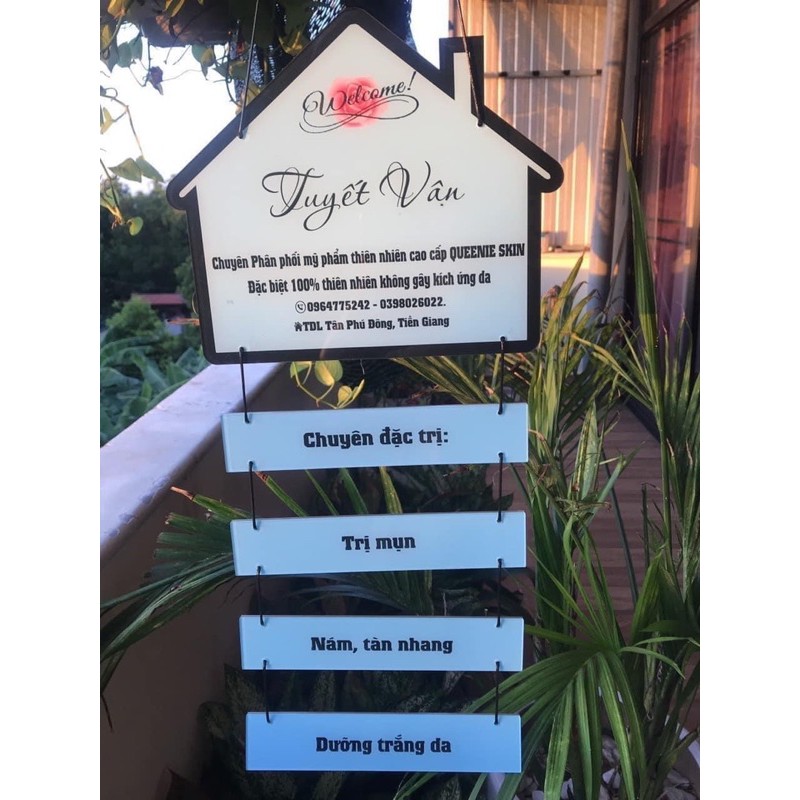 Welcome!
Tuyết Vận
Chuyên Phân phối mỹ phẩm thiên nhiên cao cấp QUEENIE SKIN
Đặc biệt 100% thiên nhiên không gây kích ứng da
0964775242 - 0398026022.
TDL Tân Phú Đông, Tiền Giang
Chuyên đặc trị:
Trị mụn
Nám, tàn nhang
Dưỡng trắng da